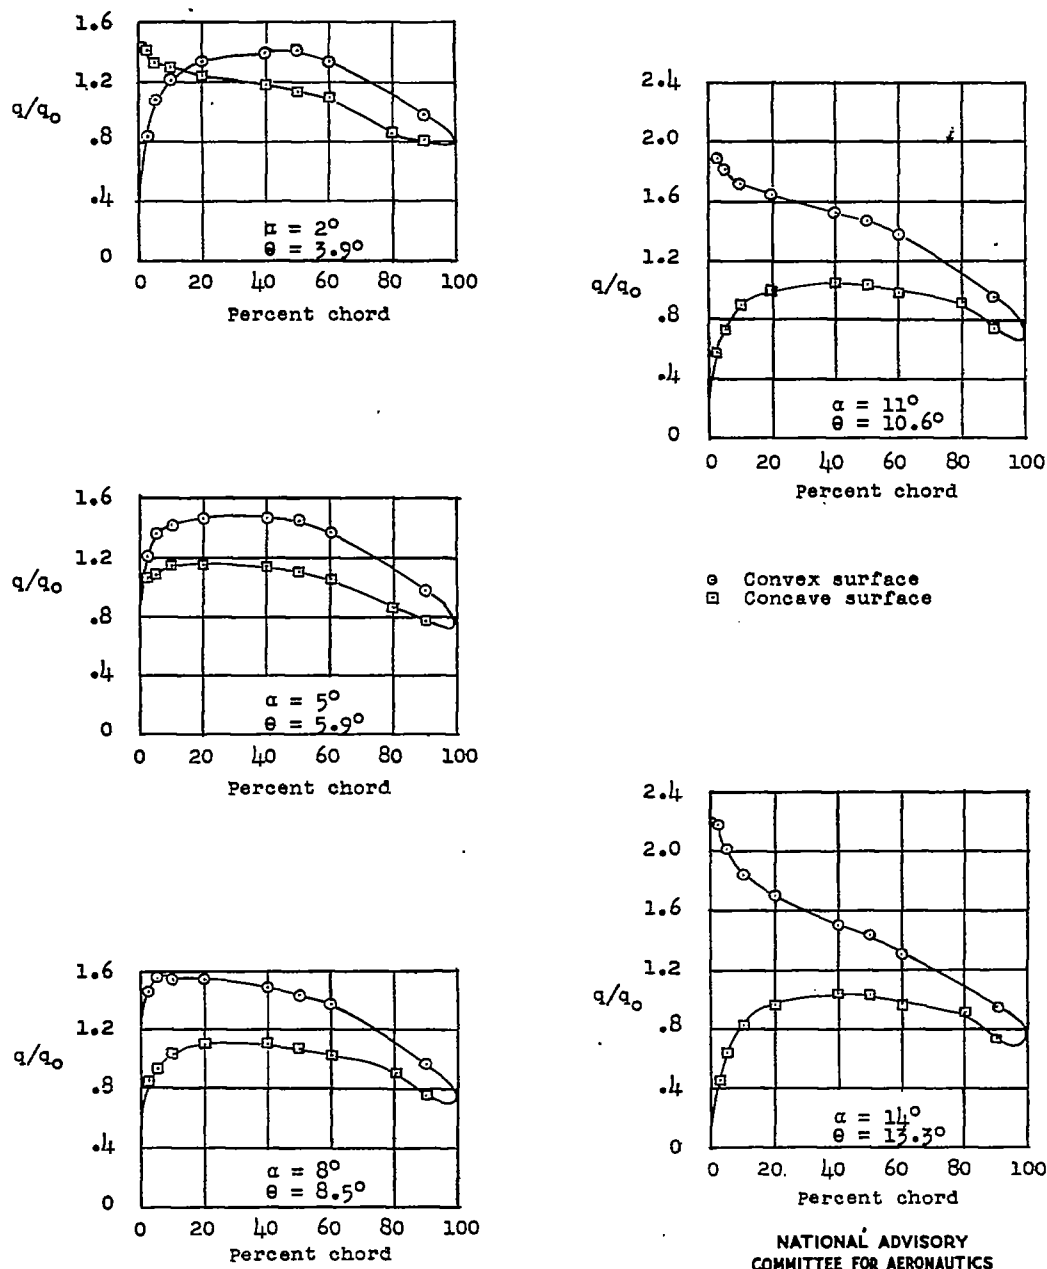 1.6
1.2
q/q₀
.8
.4
0
α = 2°
θ = 3.9°
0 20 40 60 80 100
Percent chord
1.6
1.2
q/q₀
.8
.4
0
α = 5°
θ = 5.9°
0 20 40 60 80 100
Percent chord
1.6
1.2
q/q₀
.8
.4
0
α = 8°
θ = 8.5°
0 20 40 60 80 100
Percent chord
2.4
2.0
1.6
1.2
q/q₀
.8
.4
0
α = 11°
θ = 10.6°
0 20 40 60 80 100
Percent chord
Convex surface
Concave surface
2.4
2.0
1.6
1.2
q/q₀
.8
.4
0
α = 14°
θ = 13.3°
0 20. 40 60 80 100
Percent chord
NATIONAL ADVISORY
COMMITTEE FOR AERONAUTICS